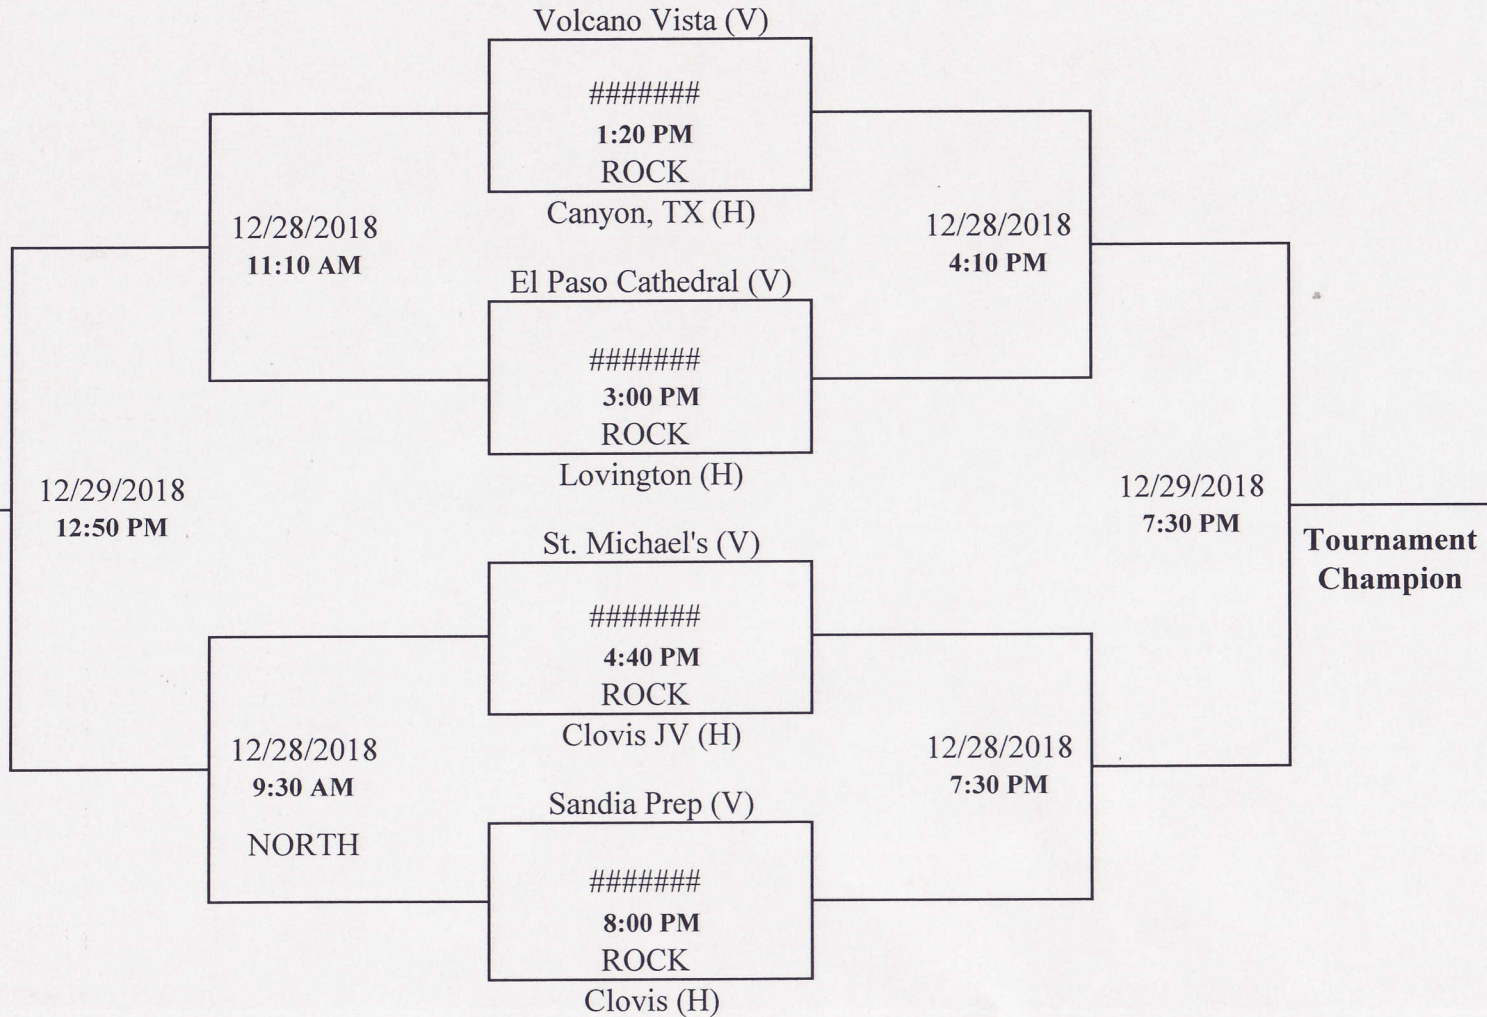 Volcano Vista (V)
#######
1:20 PM
ROCK
Canyon, TX (H)
12/28/2018
11:10 AM
12/28/2018
4:10 PM
El Paso Cathedral (V)
#######
3:00 PM
ROCK
Lovington (H)
12/29/2018
12:50 PM
12/29/2018
7:30 PM
Tournament
Champion
St. Michael's (V)
#######
4:40 PM
ROCK
Clovis JV (H)
12/28/2018
9:30 AM
NORTH
12/28/2018
7:30 PM
Sandia Prep (V)
#######
8:00 PM
ROCK
Clovis (H)